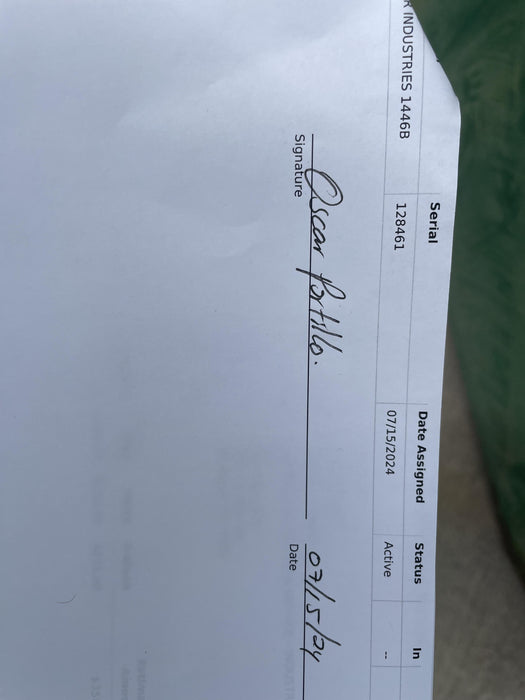 Serial Date Assigned Status In
R INDUSTRIES 1446B 128461 07/15/2024 Active --
Oscar Portillo. 07/15/24
Signature Date